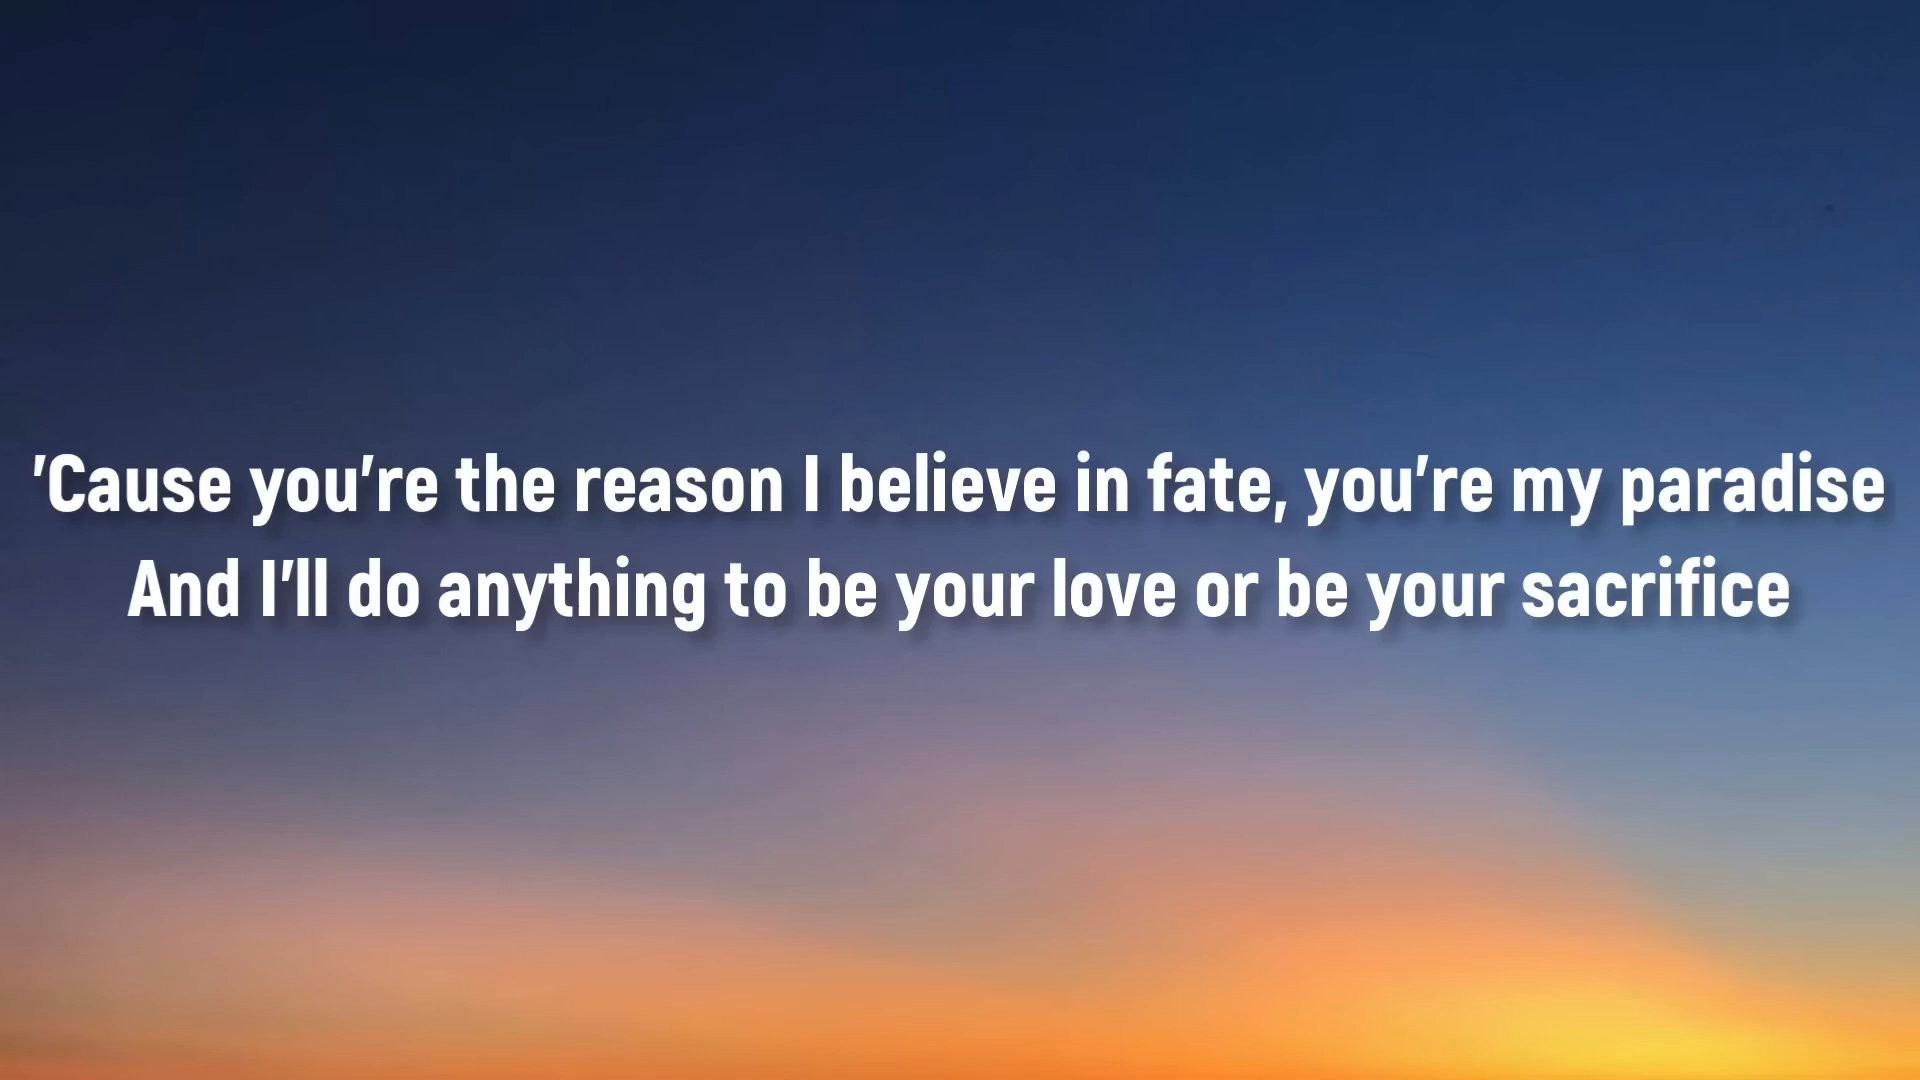 'Cause you're the reason I believe in fate, you're my paradise
And I'll do anything to be your love or be your sacrifice